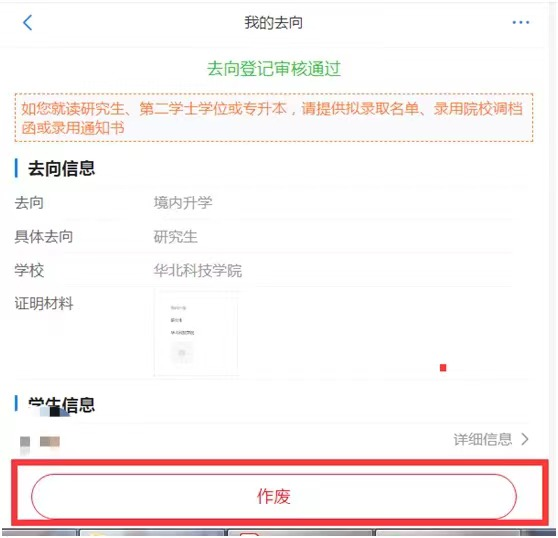 我的去向
去向登记审核通过
如您就读研究生、第二学士学位或专升本，请提供拟录取名单、录用院校调档
函或录用通知书
去向信息
去向 境内升学
具体去向 研究生
学校 华北科技学院
证明材料
学生信息
详细信息
作废